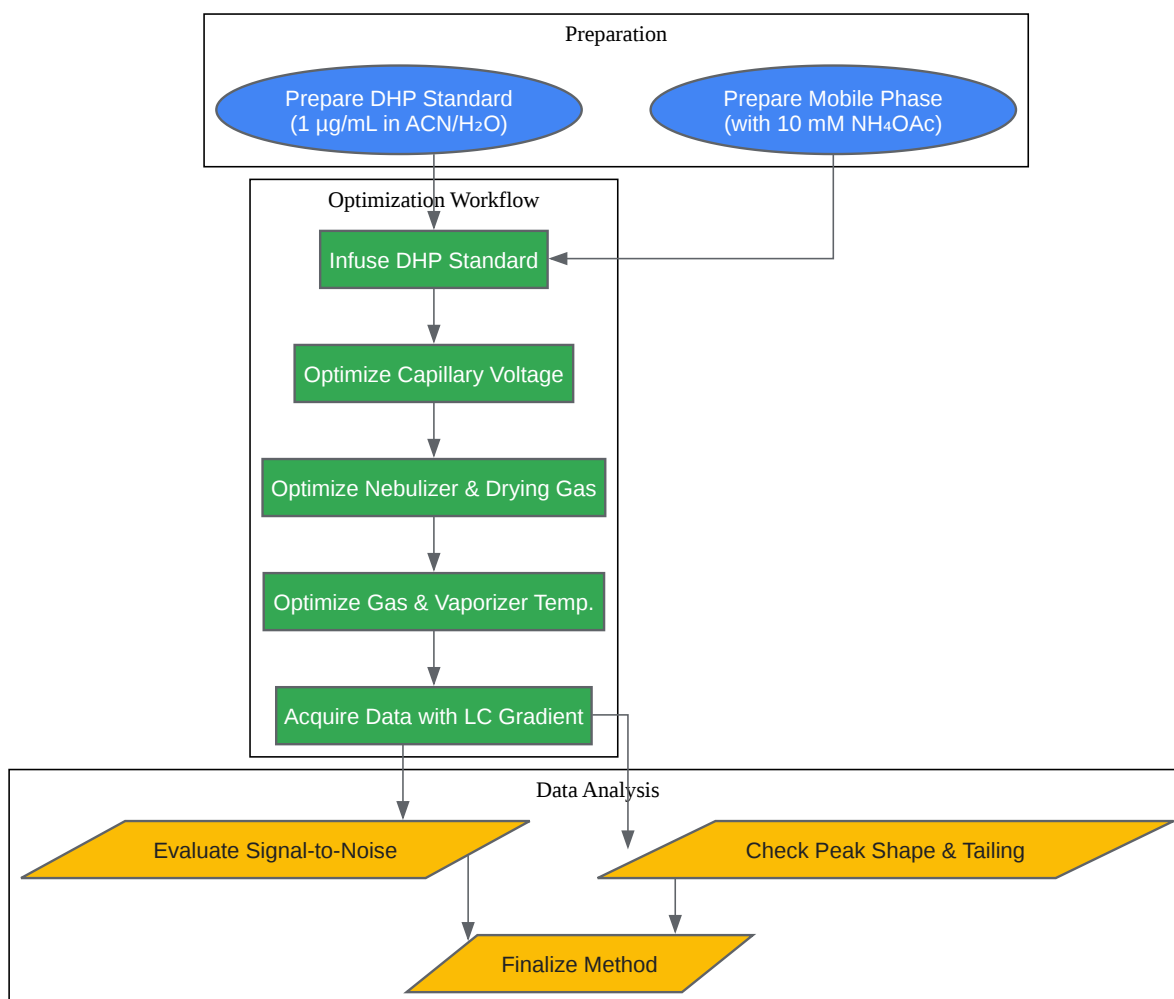 Preparation
Prepare DHP Standard
(1 µg/mL in ACN/H₂O)
Prepare Mobile Phase
(with 10 mM NH₄OAc)
Optimization Workflow
Infuse DHP Standard
Optimize Capillary Voltage
Optimize Nebulizer & Drying Gas
Optimize Gas & Vaporizer Temp.
Acquire Data with LC Gradient
Data Analysis
Evaluate Signal-to-Noise
Check Peak Shape & Tailing
Finalize Method